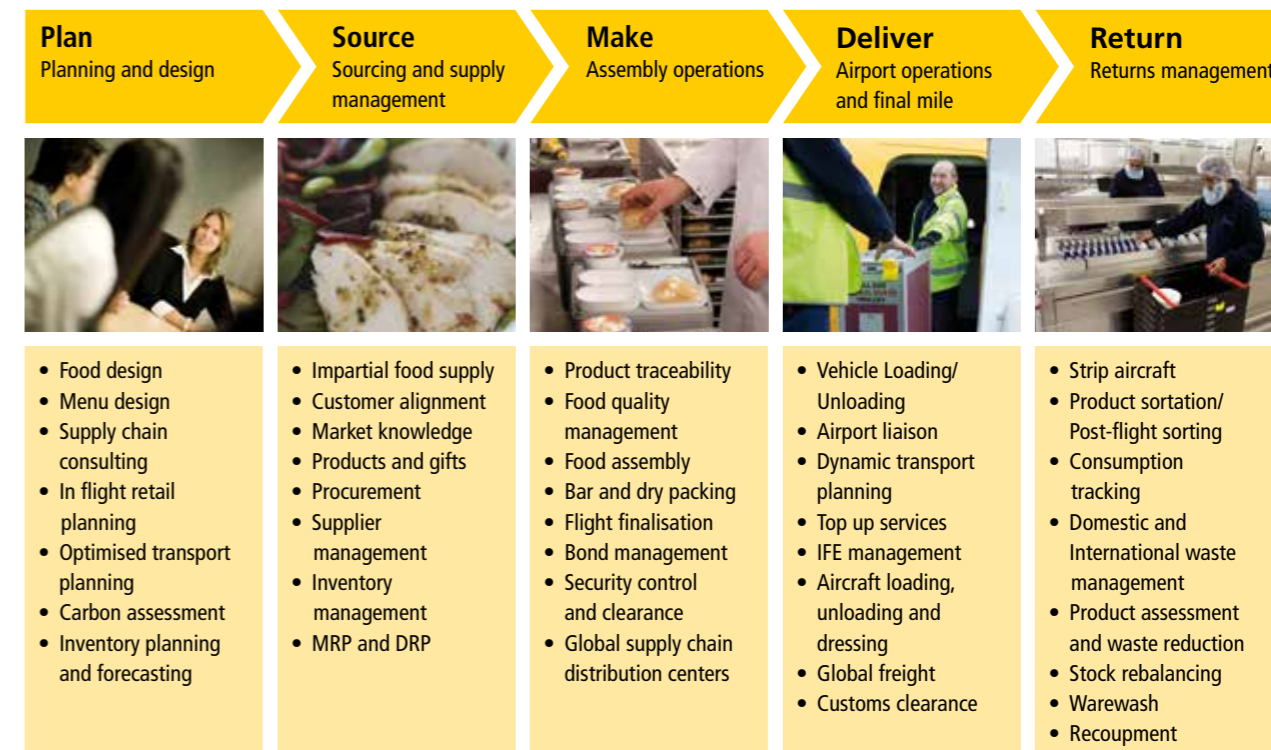 Plan
Planning and design
Source
Sourcing and supply
management
Make
Assembly operations
Deliver
Airport operations
and final mile
Return
Returns management
• Food design
• Menu design
• Supply chain
consulting
• In flight retail
planning
• Optimised transport
planning
• Carbon assessment
• Inventory planning
and forecasting
• Impartial food supply
• Customer alignment
• Market knowledge
• Products and gifts
• Procurement
• Supplier
management
• Inventory
management
• MRP and DRP
• Product traceability
• Food quality
management
• Food assembly
• Bar and dry packing
• Flight finalisation
• Bond management
• Security control
and clearance
• Global supply chain
distribution centers
• Vehicle Loading/
Unloading
• Airport liaison
• Dynamic transport
planning
• Top up services
• IFE management
• Aircraft loading,
unloading and
dressing
• Global freight
• Customs clearance
• Strip aircraft
• Product sortation/
Post-flight sorting
• Consumption
tracking
• Domestic and
International waste
management
• Product assessment
and waste reduction
• Stock rebalancing
• Warewash
• Recoupment